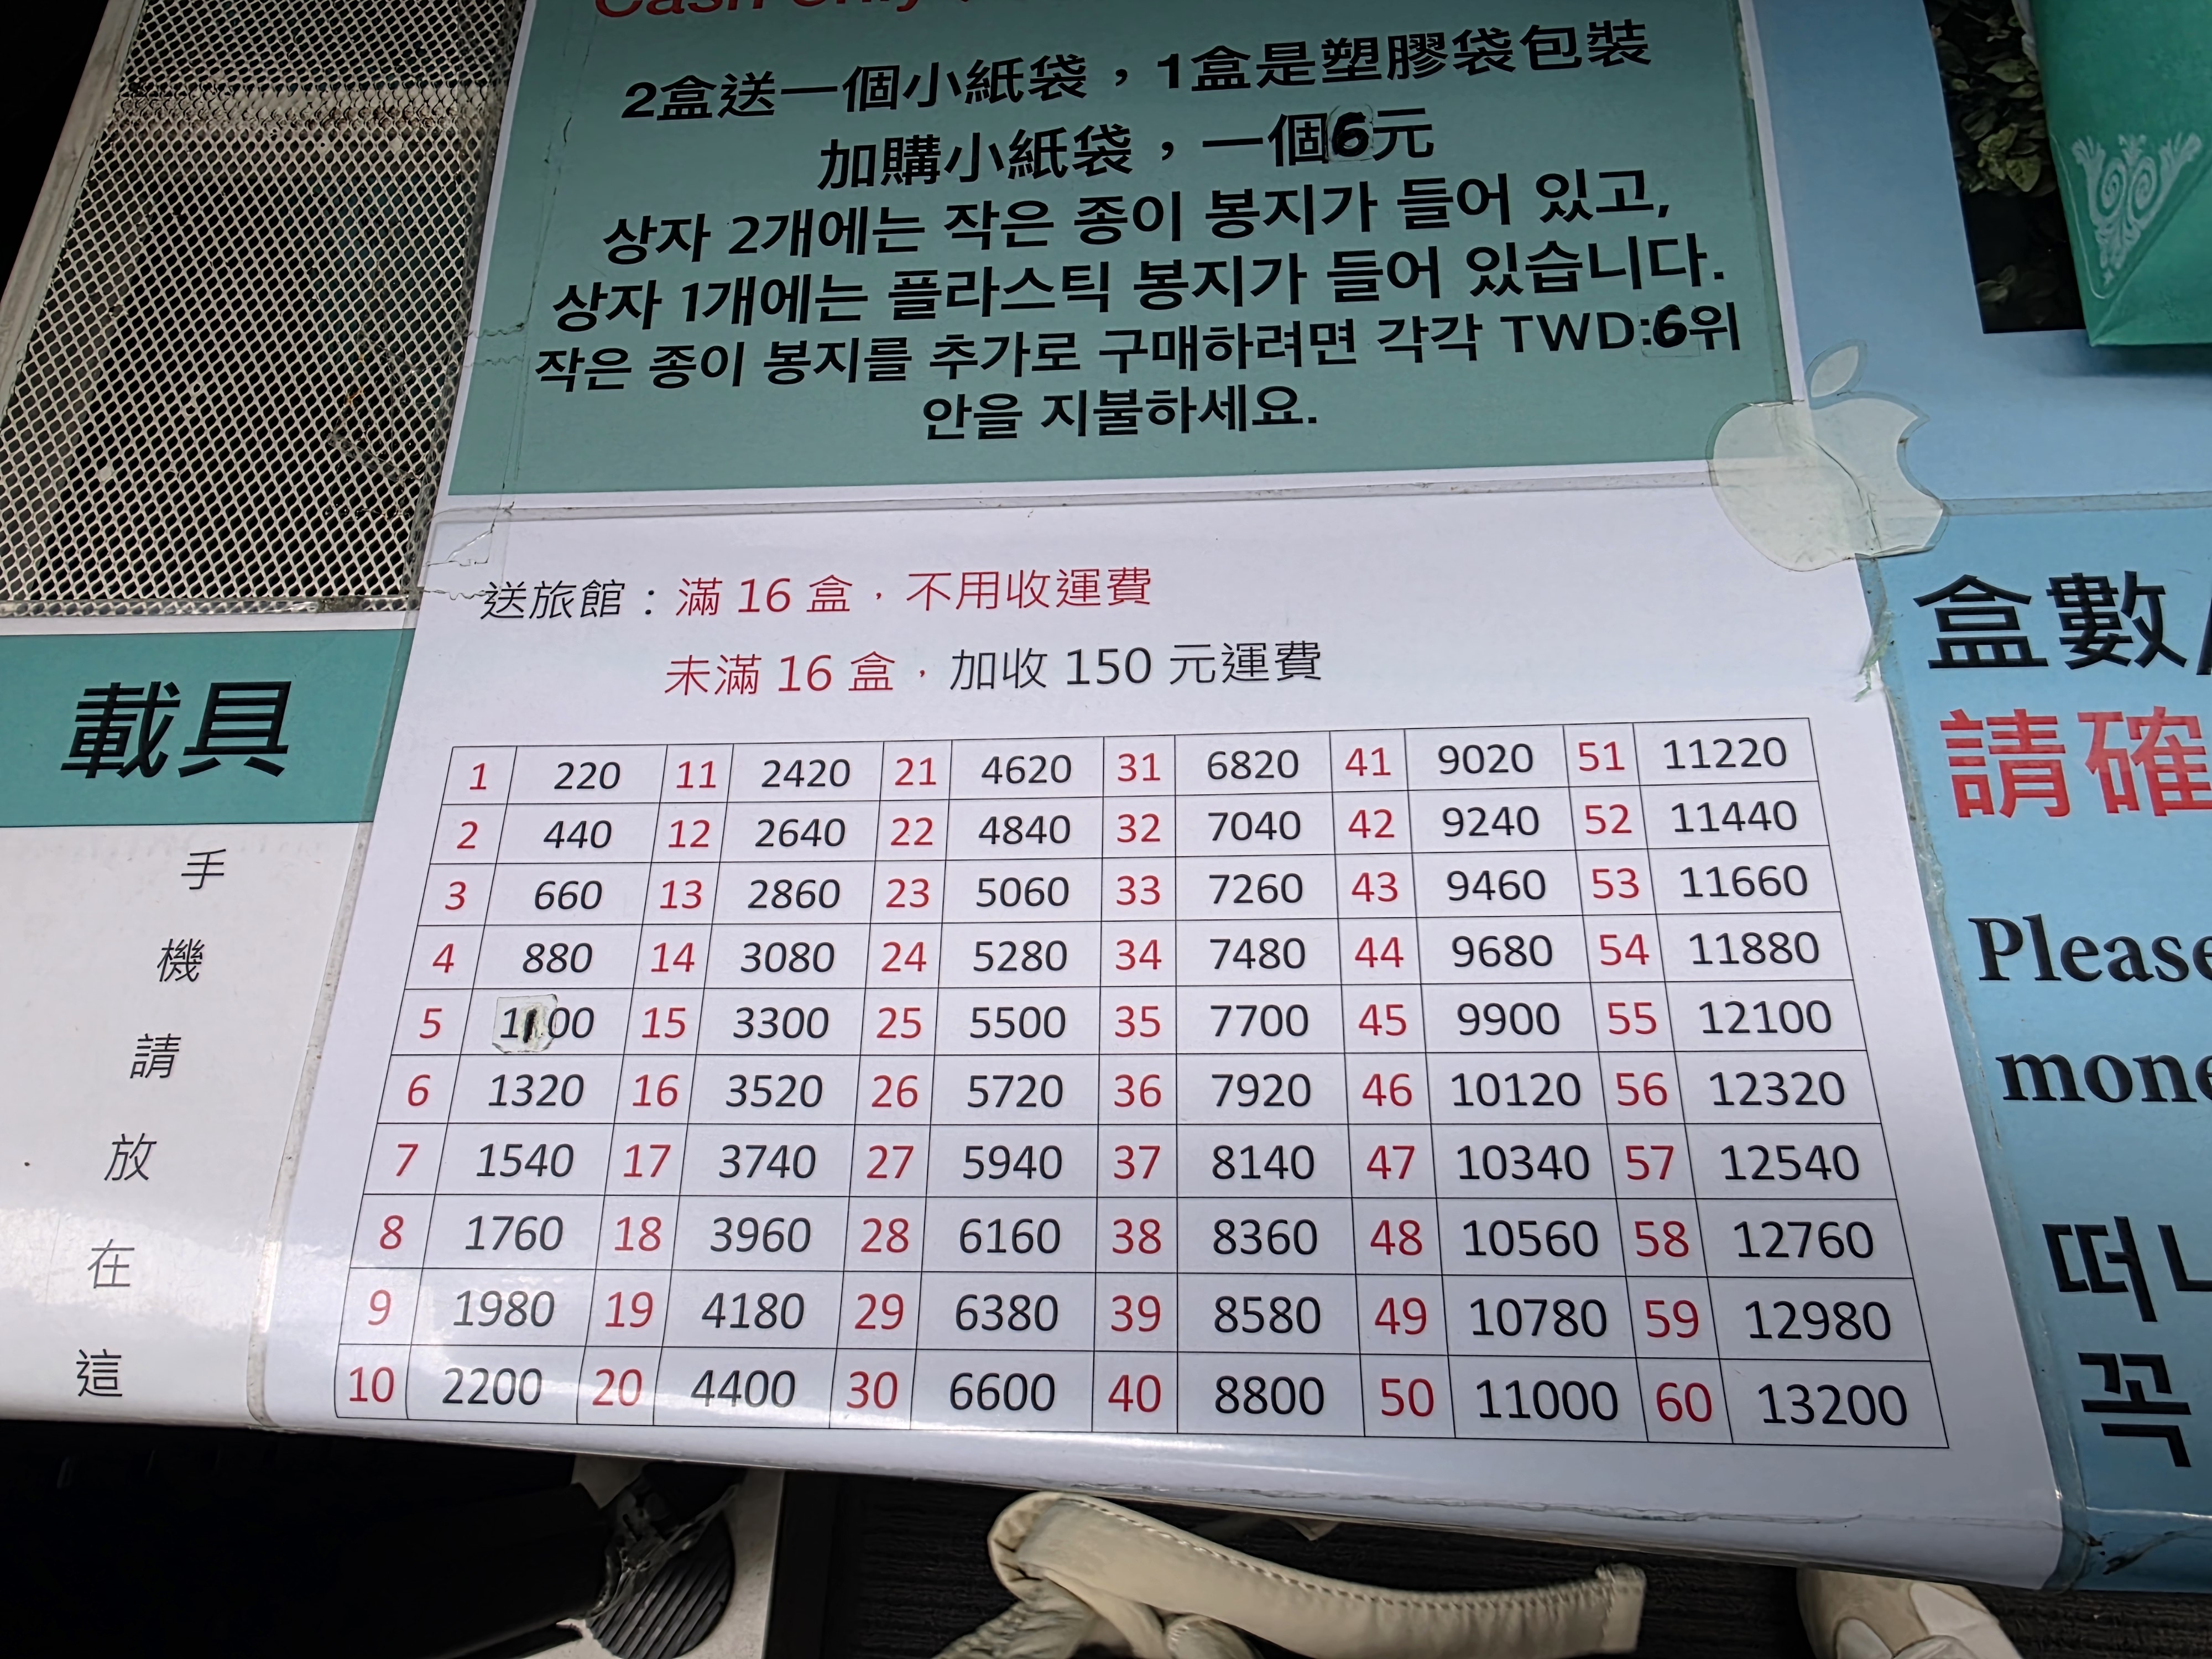 Cash only
2盒送一個小紙袋，1盒是塑膠袋包裝
加購小紙袋，一個6元
상자 2개에는 작은 종이 봉지가 들어 있고,
상자 1개에는 플라스틱 봉지가 들어 있습니다.
작은 종이 봉지를 추가로 구매하려면 각각 TWD:6위
안을 지불하세요.
送旅館：滿 16 盒，不用收運費
未滿 16 盒，加收 150 元運費
1 220 11 2420 21 4620 31 6820 41 9020 51 11220
2 440 12 2640 22 4840 32 7040 42 9240 52 11440
3 660 13 2860 23 5060 33 7260 43 9460 53 11660
4 880 14 3080 24 5280 34 7480 44 9680 54 11880
5 1100 15 3300 25 5500 35 7700 45 9900 55 12100
6 1320 16 3520 26 5720 36 7920 46 10120 56 12320
7 1540 17 3740 27 5940 37 8140 47 10340 57 12540
8 1760 18 3960 28 6160 38 8360 48 10560 58 12760
9 1980 19 4180 29 6380 39 8580 49 10780 59 12980
10 2200 20 4400 30 6600 40 8800 50 11000 60 13200
載具
手
機
請
放
在
這
盒數/
請確
Please
mone
떠나
꼭